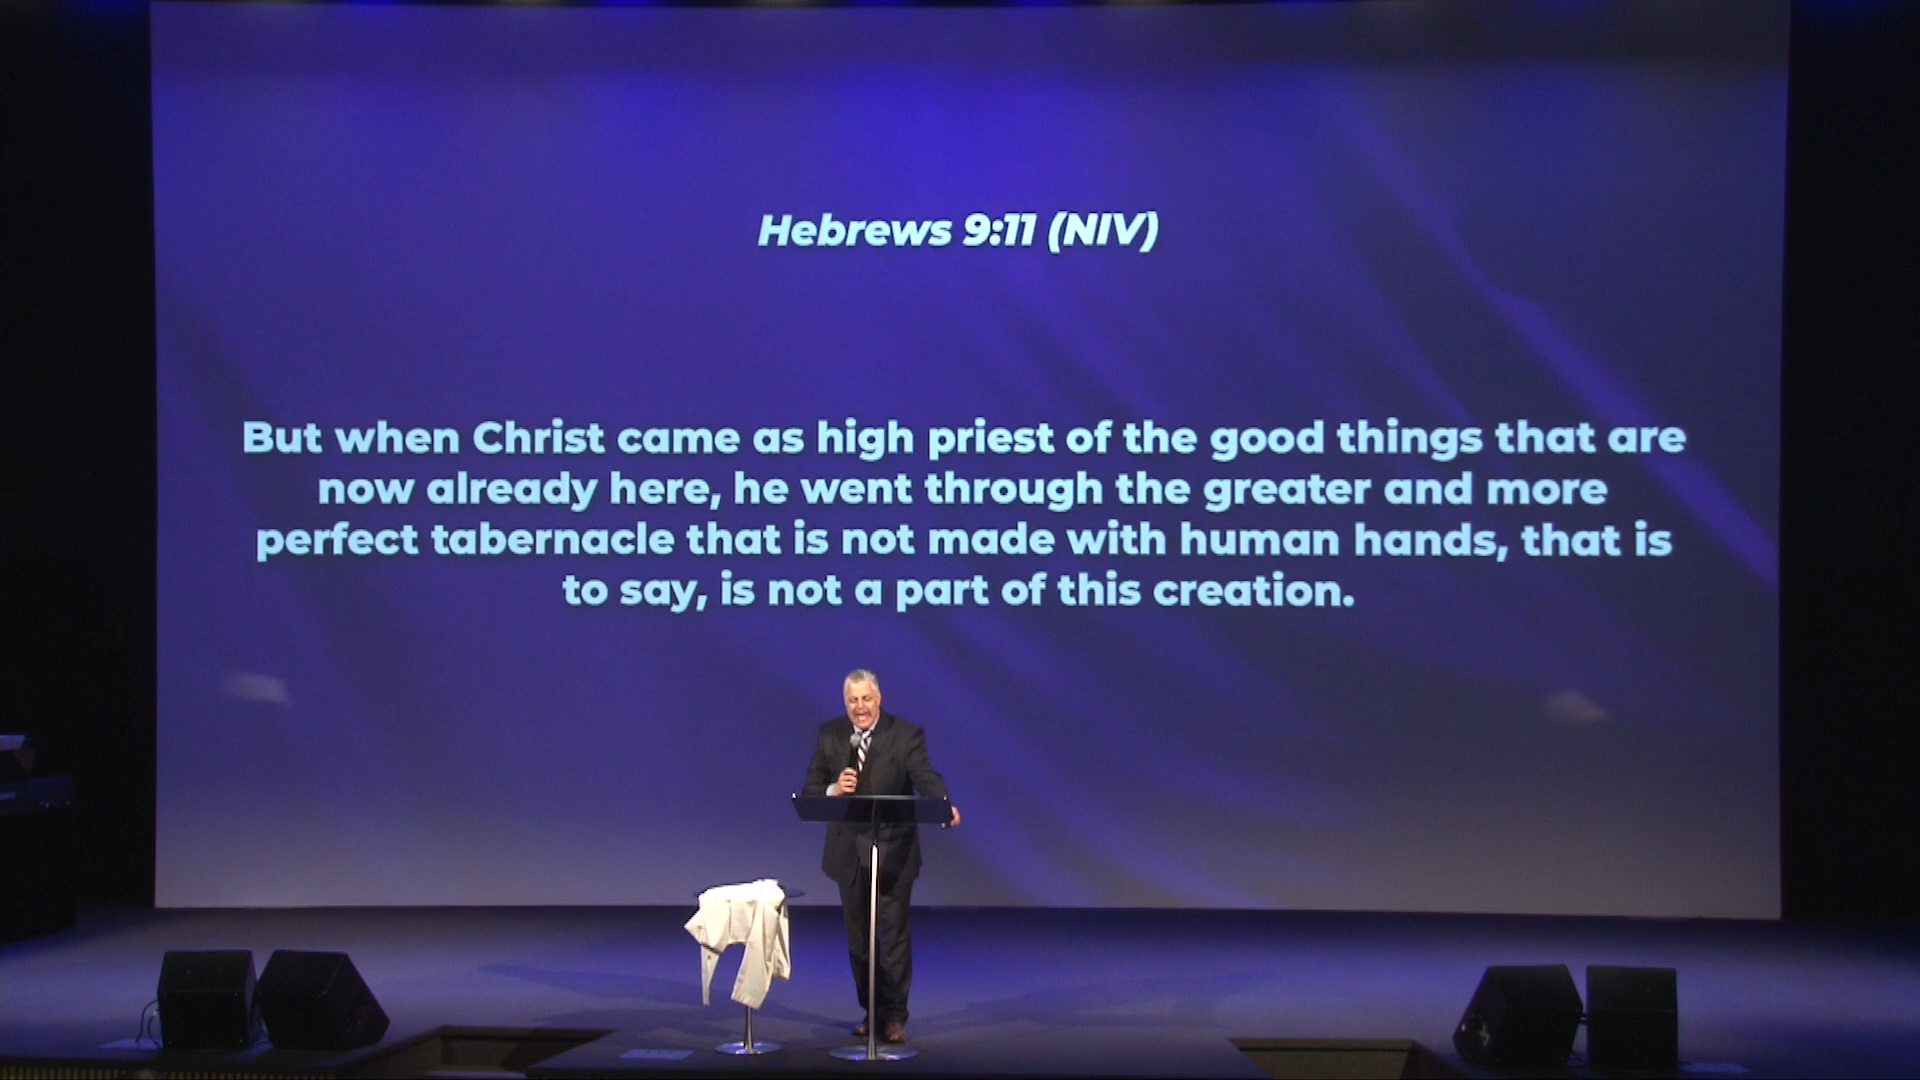 Hebrews 9:11 (NIV)
But when Christ came as high priest of the good things that are
now already here, he went through the greater and more
perfect tabernacle that is not made with human hands, that is
to say, is not a part of this creation.